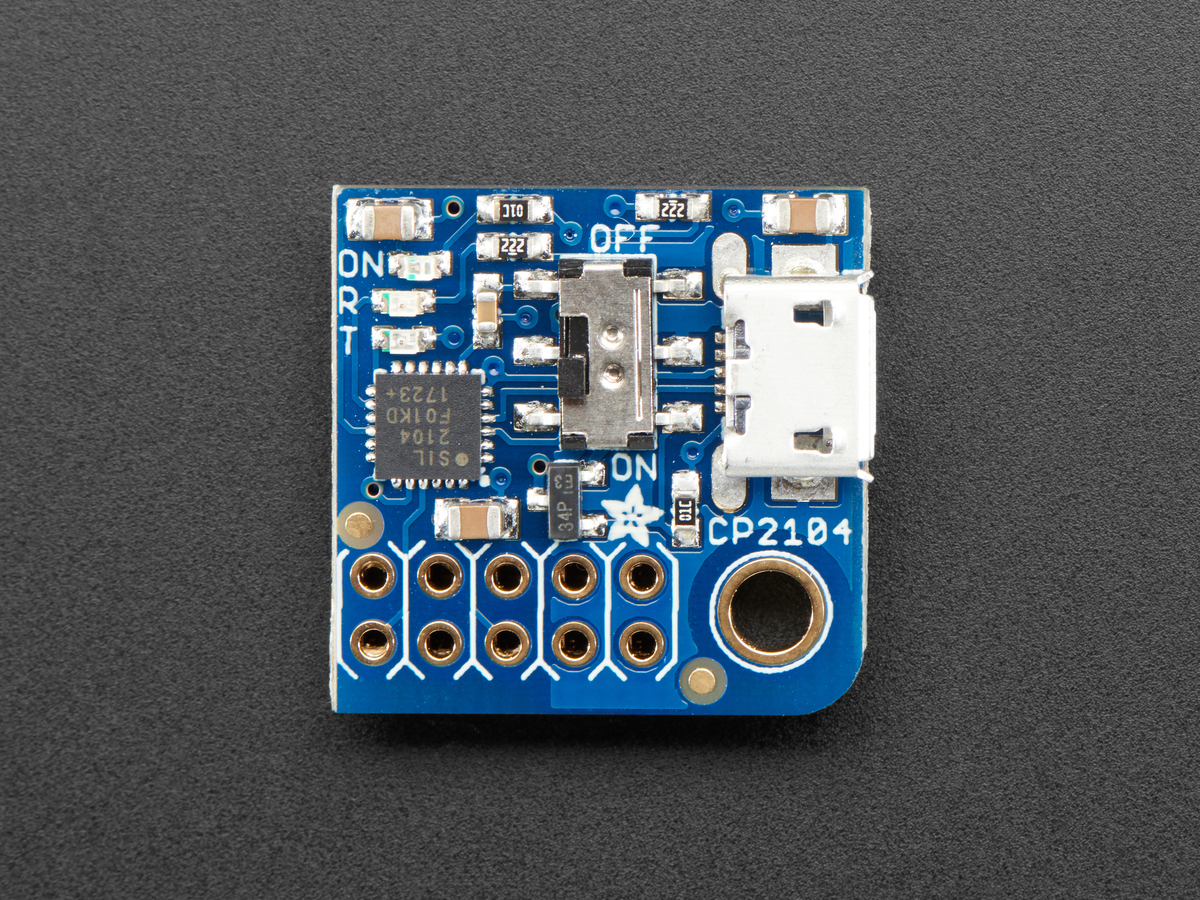 01C
222
222
OFF
ON
R
T
1723+
F01KD
2104
SIL
ON
E3
34P
01C
CP2104